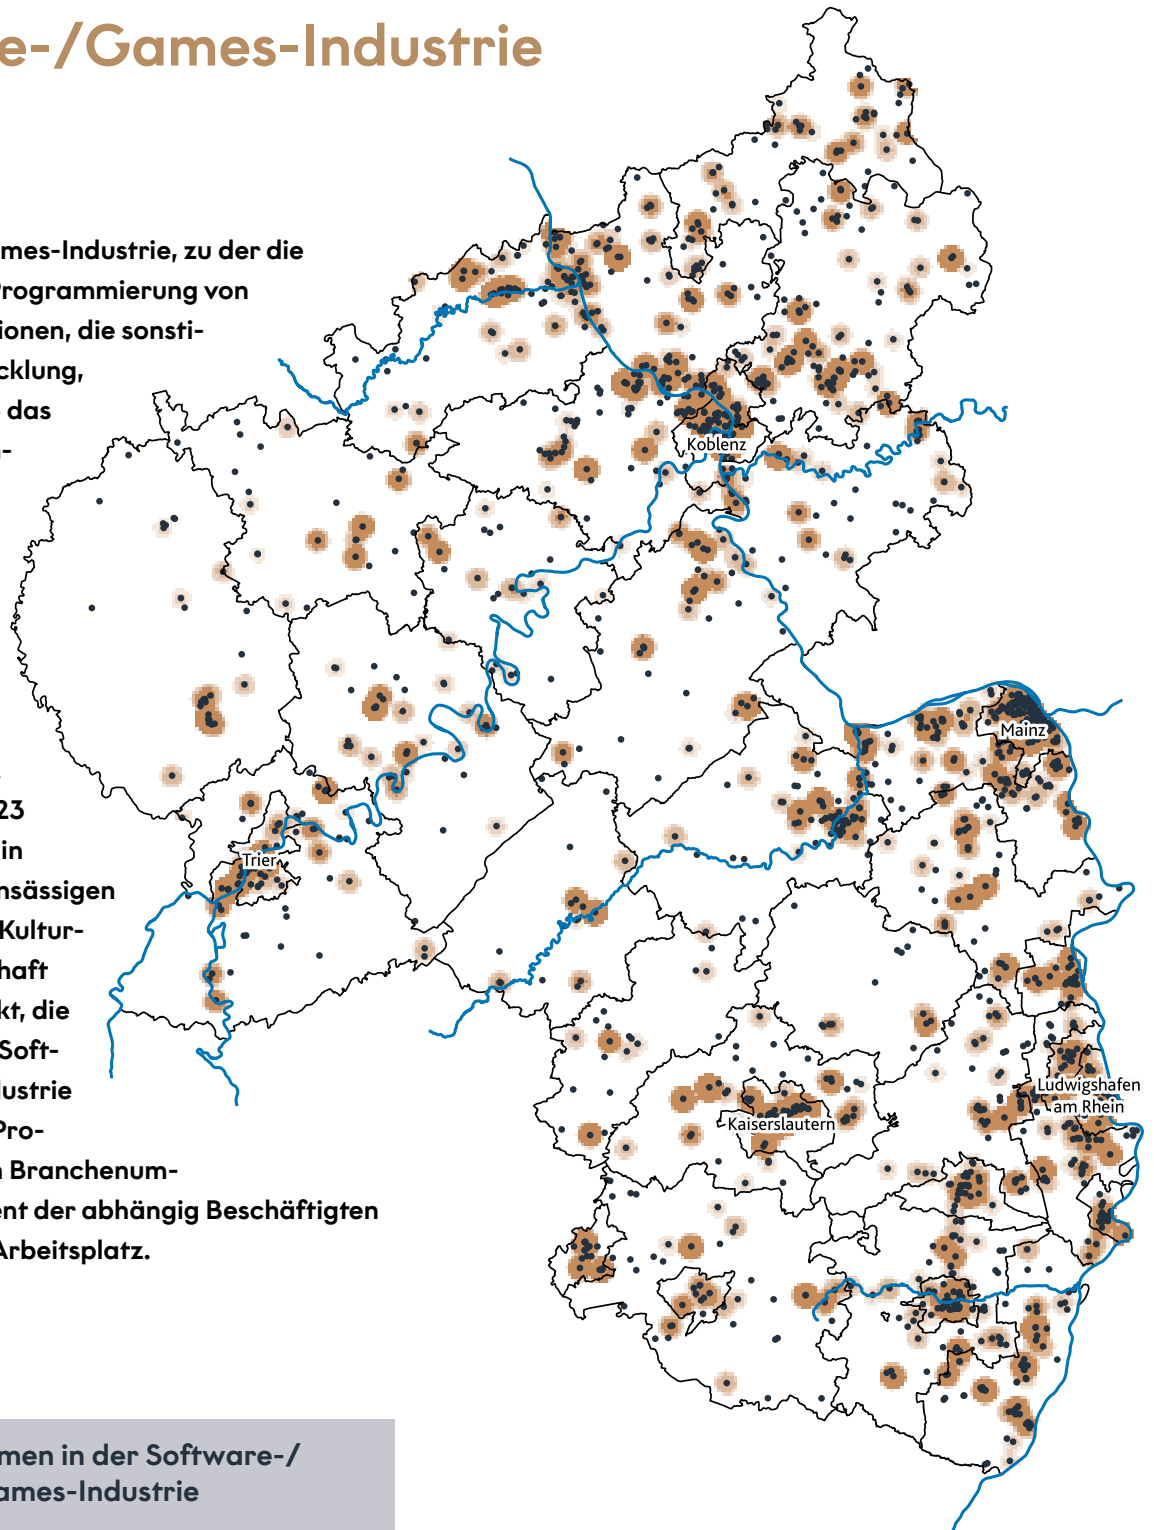 e-/Games-Industrie
mes-Industrie, zu der die
Programmierung von
ionen, die sonsti-
cklung,
das
-
23
in
nsässigen
Kultur-
haft
kt, die
Soft-
dustrie
Pro-
Branchenum-
ent der abhängig Beschäftigten
Arbeitsplatz.
Koblenz
Mainz
Trier
Ludwigshafen
am Rhein
Kaiserslautern
men in der Software-/
ames-Industrie